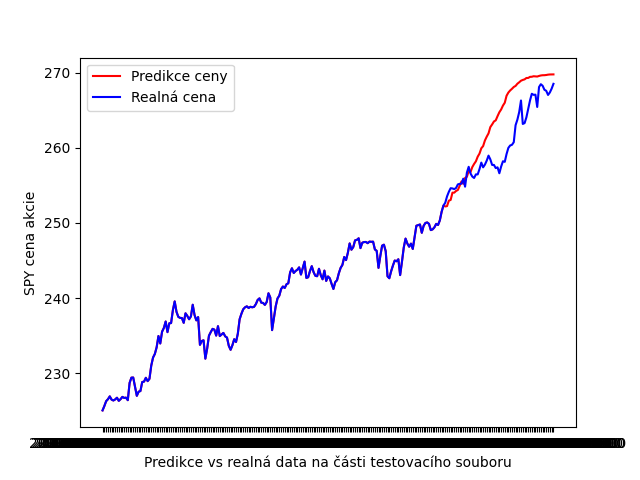 270
260
250
240
230
SPY cena akcie
Predikce ceny
Realná cena
Predikce vs realná data na části testovacího souboru